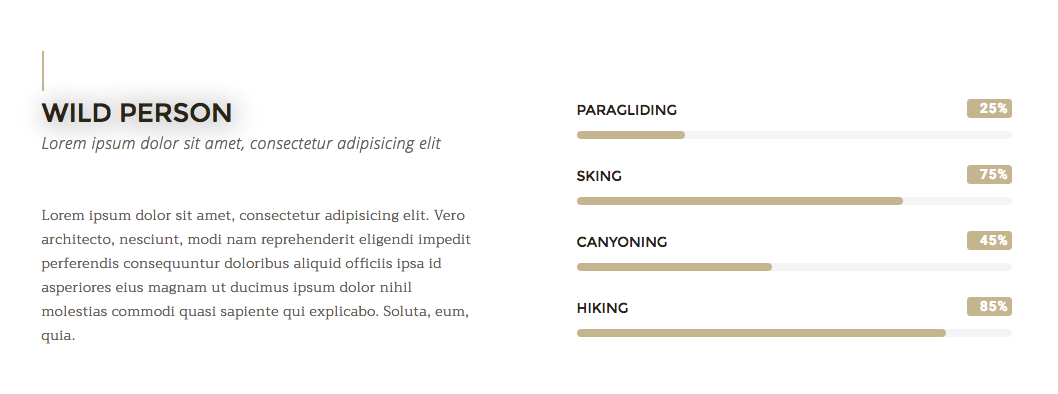 WILD PERSON
Lorem ipsum dolor sit amet, consectetur adipisicing elit
Lorem ipsum dolor sit amet, consectetur adipisicing elit. Vero
architecto, nesciunt, modi nam reprehenderit eligendi impedit
perferendis consequuntur doloribus aliquid officiis ipsa id
asperiores eius magnam ut ducimus ipsum dolor nihil
molestias commodi quasi sapiente qui explicabo. Soluta, eum,
quia.
PARAGLIDING 25%
SKING 75%
CANYONING 45%
HIKING 85%